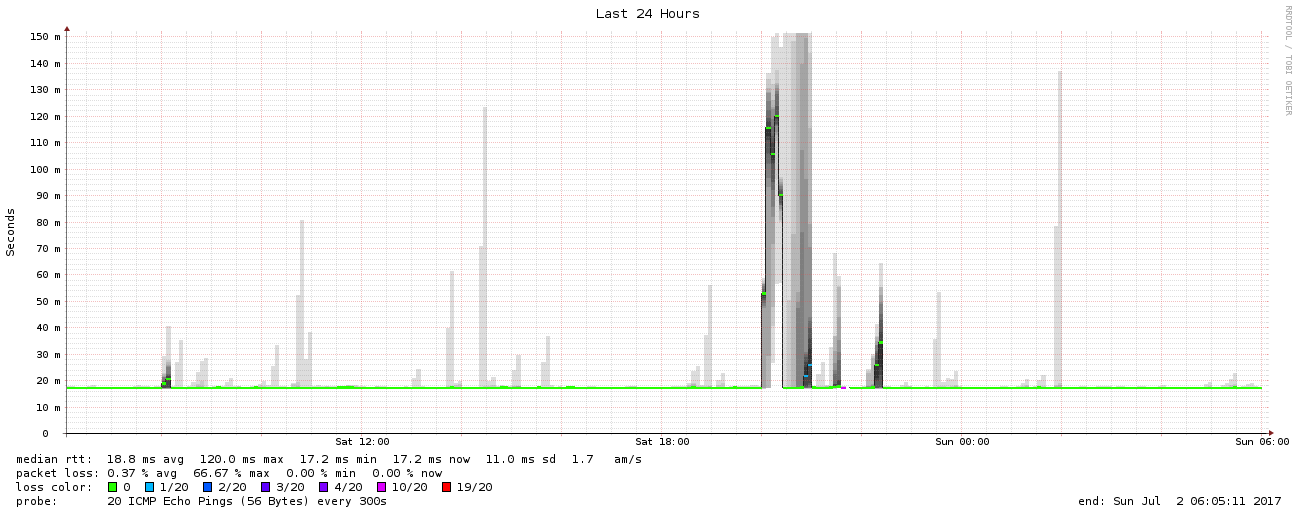 Last 24 Hours
RRDTOOL / TOBI OETIKER
Seconds
150 m
140 m
130 m
120 m
110 m
100 m
90 m
80 m
70 m
60 m
50 m
40 m
30 m
20 m
10 m
0
Sat 12:00 Sat 18:00 Sun 00:00 Sun 06:00
median rtt: 18.8 ms avg 120.0 ms max 17.2 ms min 17.2 ms now 11.0 ms sd 1.7 am/s
packet loss: 0.37 % avg 66.67 % max 0.00 % min 0.00 % now
loss color: 0 1/20 2/20 3/20 4/20 10/20 19/20
probe: 20 ICMP Echo Pings (56 Bytes) every 300s end: Sun Jul 2 06:05:11 2017